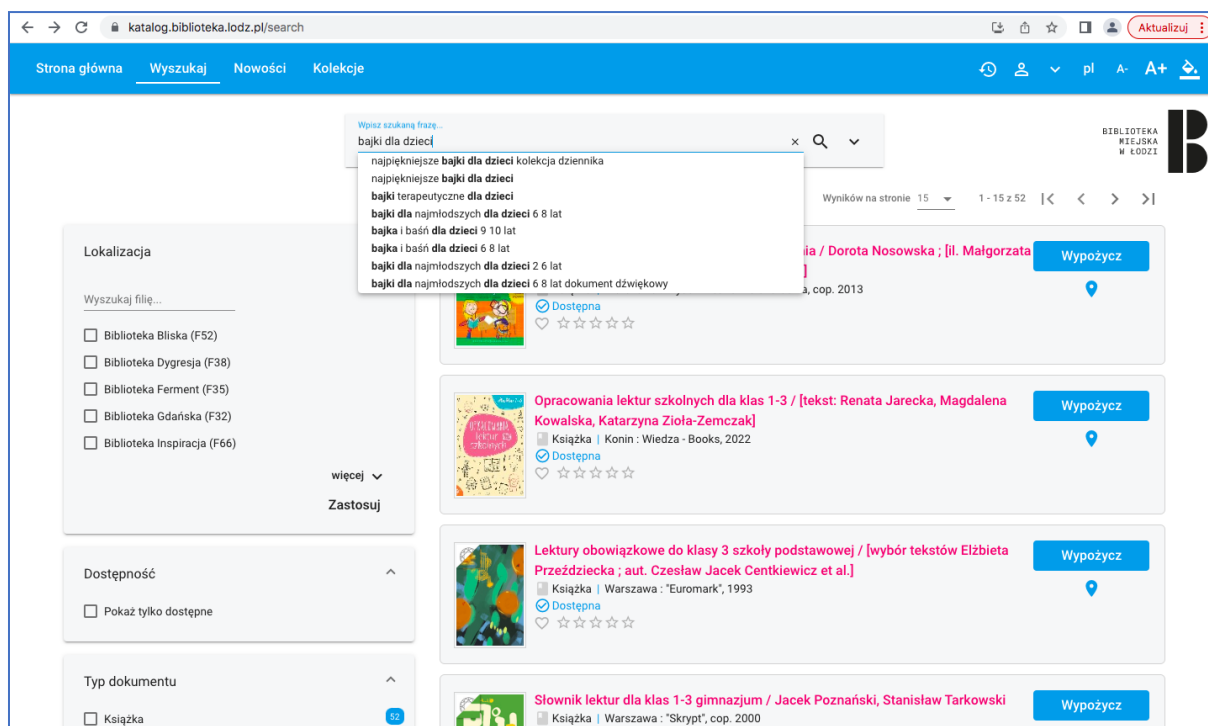 katalog.biblioteka.lodz.pl/search
Aktualizuj
Strona główna Wyszukaj Nowości Kolekcje
pl A- A+
Wpisz szukaną frazę...
bajki dla dzieci
BIBLIOTEKA
MIEJSKA
W ŁODZI
najpiękniejsze bajki dla dzieci kolekcja dziennika
najpiękniejsze bajki dla dzieci
bajki terapeutyczne dla dzieci
bajki dla najmłodszych dla dzieci 6 8 lat
bajka i baśń dla dzieci 9 10 lat
bajka i baśń dla dzieci 6 8 lat
bajki dla najmłodszych dla dzieci 2 6 lat
bajki dla najmłodszych dla dzieci 6 8 lat dokument dźwiękowy
Wyników na stronie 15 1 - 15 z 52
Lokalizacja
Wyszukaj filię...
Biblioteka Bliska (F52)
Biblioteka Dygresja (F38)
Biblioteka Ferment (F35)
Biblioteka Gdańska (F32)
Biblioteka Inspiracja (F66)
więcej
Zastosuj
Dostępność
Pokaż tylko dostępne
Typ dokumentu
Książka 52
/ Dorota Nosowska ; [il. Małgorzata
]
cop. 2013
Dostępna
Wypożycz
Opracowania lektur szkolnych dla klas 1-3 / [tekst: Renata Jarecka, Magdalena
Kowalska, Katarzyna Zioła-Zemczak]
Książka | Konin : Wiedza - Books, 2022
Dostępna
Wypożycz
Lektury obowiązkowe do klasy 3 szkoły podstawowej / [wybór tekstów Elżbieta
Przeździecka ; aut. Czesław Jacek Centkiewicz et al.]
Książka | Warszawa : "Euromark", 1993
Dostępna
Wypożycz
Słownik lektur dla klas 1-3 gimnazjum / Jacek Poznański, Stanisław Tarkowski
Książka | Warszawa : "Skrypt", cop. 2000
Wypożycz